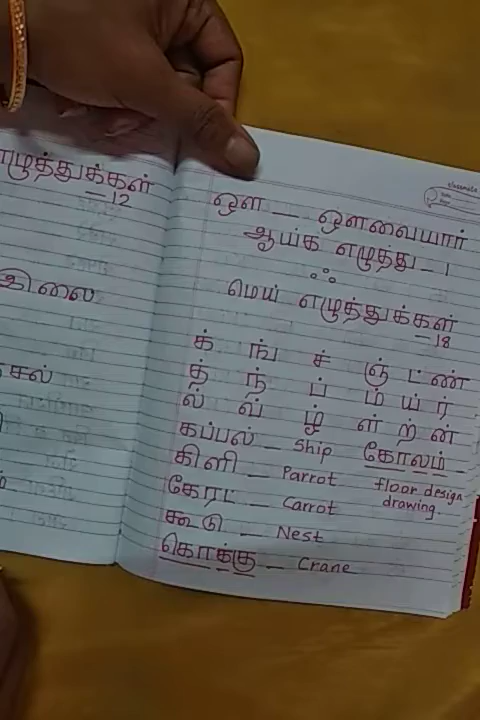 எழுத்துக்கள்
12
இலை
ஔ — ஔவையார்
ஆய்க எழுத்து — 1
ஃ
மெய் எழுத்துக்கள்
— 18
க் ங் ச் ஞ் ட் ண்
த் ந் ப் ம் ய் ர்
ல் வ் ழ் ள் ற் ன்
கப்பல் — Ship கோலம்
கிளி — Parrot floor design
drawing
கேரட் — Carrot
கூடு — Nest
கொக்கு — Crane